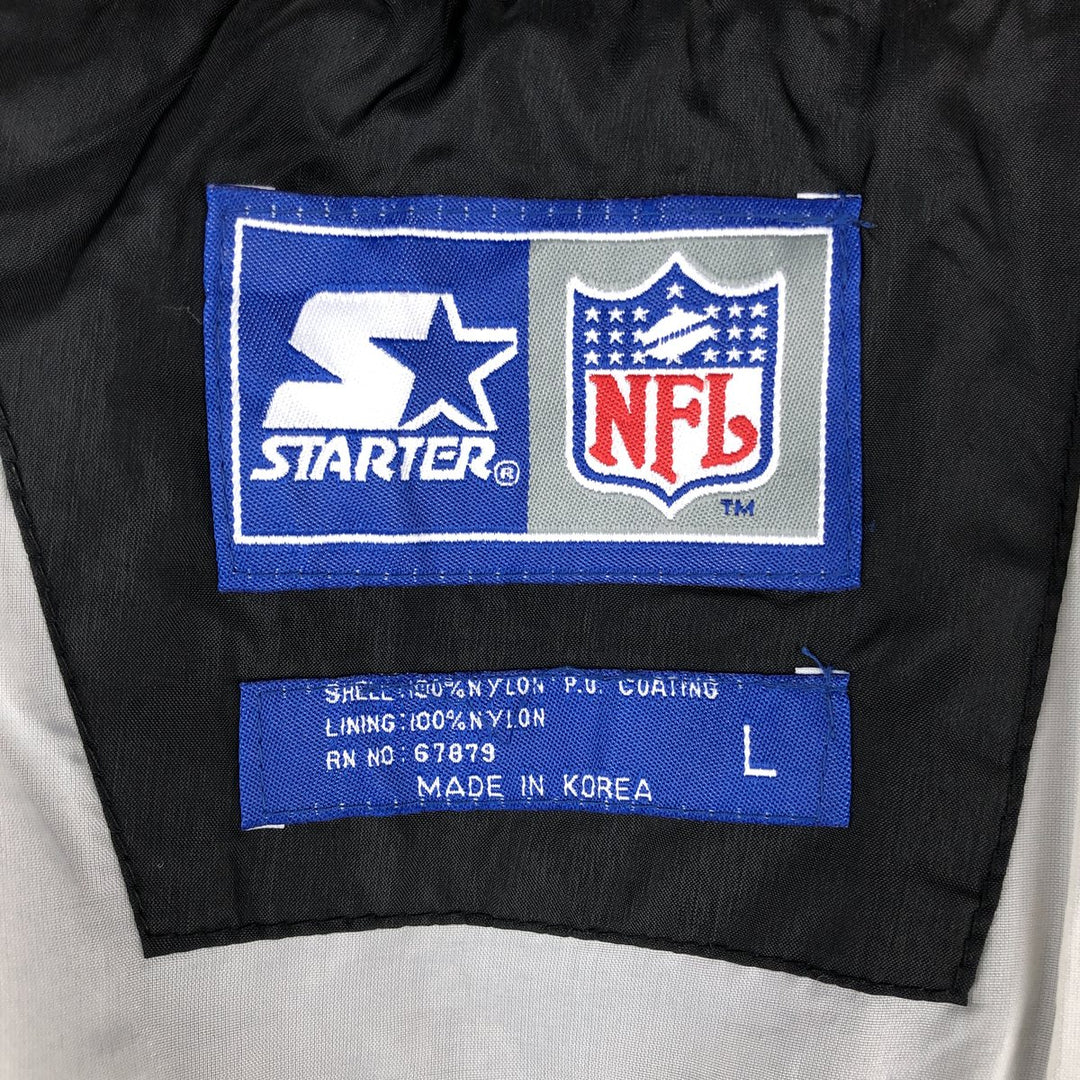 STARTER®
NFL
TM
SHELL:100%NYLON P.U. COATING
LINING:100%NYLON
RN NO:67879
L
MADE IN KOREA